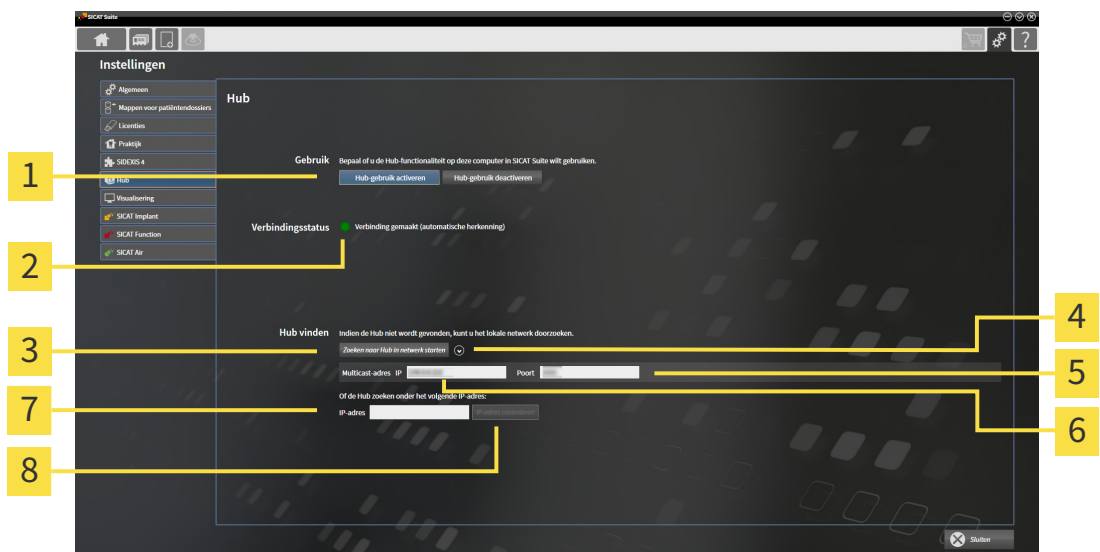 SICAT Suite
?
Instellingen
Algemeen
Mappen voor patiëntendossiers
Licenties
Praktijk
SIDEXIS 4
Hub
Visualisering
SICAT Implant
SICAT Function
SICAT Air
Hub
Gebruik Bepaal of u de Hub-functionaliteit op deze computer in SICAT Suite wilt gebruiken.
Hub-gebruik activeren Hub-gebruik deactiveren
Verbindingsstatus Verbinding gemaakt (automatische herkenning)
Hub vinden Indien de Hub niet wordt gevonden, kunt u het lokale netwerk doorzoeken.
Zoeken naar Hub in netwerk starten
Multicast-adres IP Poort
Of de Hub zoeken onder het volgende IP-adres:
IP-adres IP-adres controleren
Sluiten
1
2
3
4
5
6
7
8